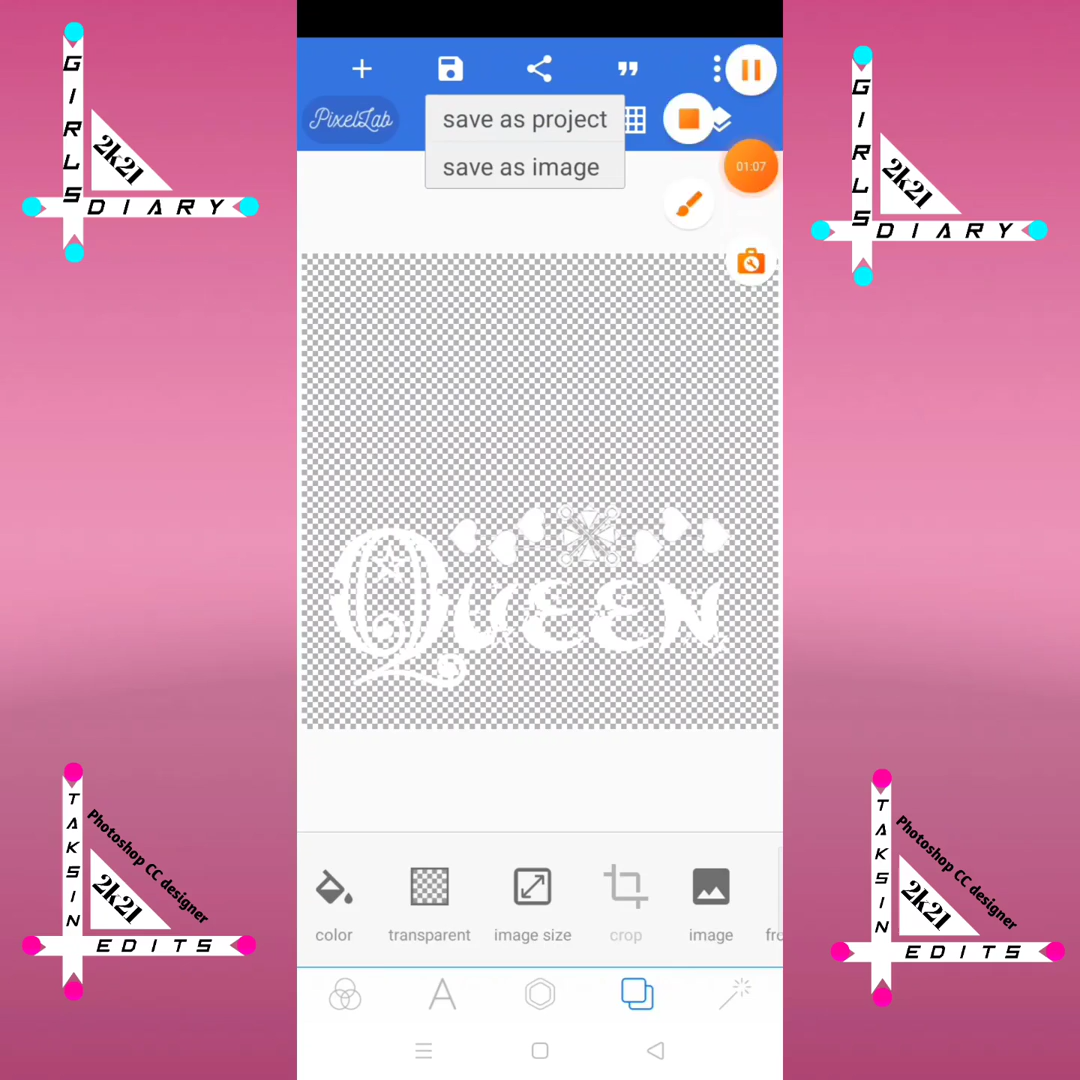 GIRLS
2k21
DIARY
GIRLS
2k21
DIARY
PixelLab
save as project
save as image
01:07
QUEEN
color
transparent
image size
crop
image
fro
TAKSIN
Photoshop CC designer
2k21
EDITS
TAKSIN
Photoshop CC designer
2k21
EDITS